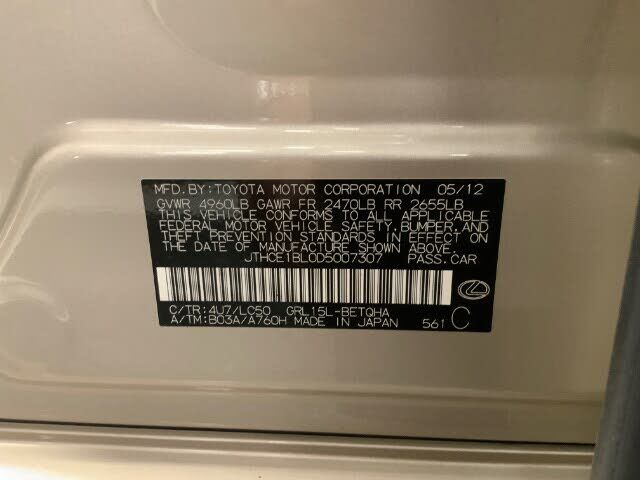 MFD. BY: TOYOTA MOTOR CORPORATION 05/12
GVWR 4960LB GAWR FR 2470LB RR 2655LB
THIS VEHICLE CONFORMS TO ALL APPLICABLE
FEDERAL MOTOR VEHICLE SAFETY, BUMPER, AND
THEFT PREVENTION STANDARDS IN EFFECT ON
THE DATE OF MANUFACTURE SHOWN ABOVE.
JTHCE1BL0D5007307 PASS. CAR
C/TR: 4U7/LC50 GRL15L-BETQHA
A/TM: B03A/A760H MADE IN JAPAN 561 C